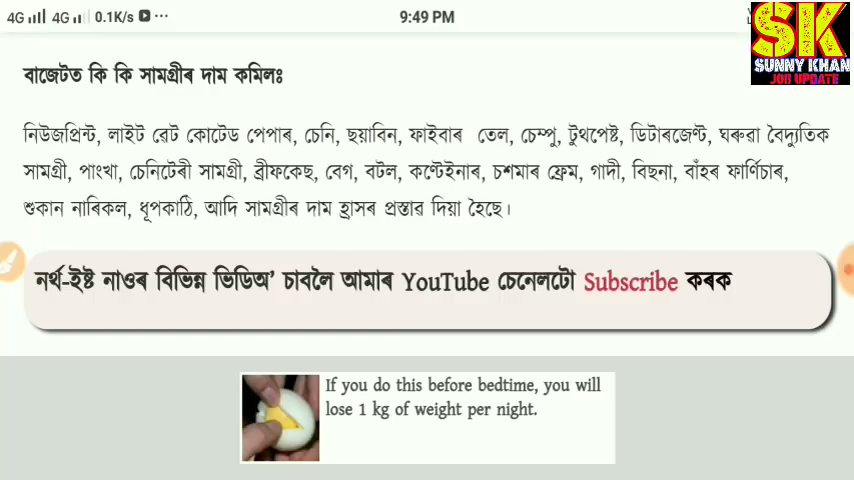 4G 4G 0.1K/s ... 9:49 PM
SK
SUNNY KHAN
JOB UPDATE
বাজেটত কি কি সামগ্ৰীৰ দাম কমিলঃ
নিউজপ্ৰিন্ট, লাইট ৱেট কোটেড পেপাৰ, চেনি, ছয়াবিন, ফাইবাৰ তেল, চেম্পু, টুথপেষ্ট, ডিটাৰজেণ্ট, ঘৰুৱা বৈদ্যুতিক
সামগ্ৰী, পাংখা, চেনিটেৰী সামগ্ৰী, ব্ৰীফকেছ, বেগ, বটল, কণ্টেইনাৰ, চশমাৰ ফ্ৰেম, গাদী, বিছনা, বাঁহৰ ফাৰ্ণিচাৰ,
শুকান নাৰিকল, ধূপকাঠি, আদি সামগ্ৰীৰ দাম হ্ৰাসৰ প্ৰস্তাৱ দিয়া হৈছে।
নৰ্থ-ইষ্ট নাওৰ বিভিন্ন ভিডিঅ’ চাবলৈ আমাৰ YouTube চেনেলটো Subscribe কৰক
If you do this before bedtime, you will
lose 1 kg of weight per night.